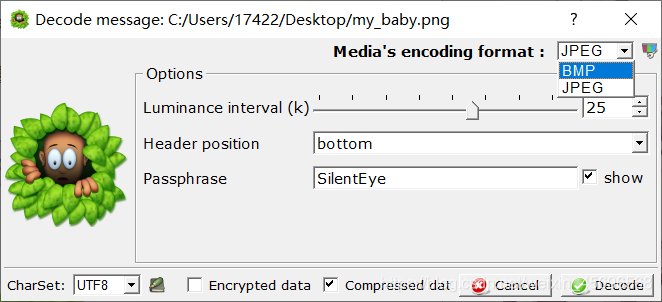 Decode message: C:/Users/17422/Desktop/my_baby.png ?
Media's encoding format : JPEG
BMP
JPEG
Options
Luminance interval (k) 25
Header position bottom
Passphrase SilentEye show
CharSet: UTF8 Encrypted data Compressed dat Cancel Decode